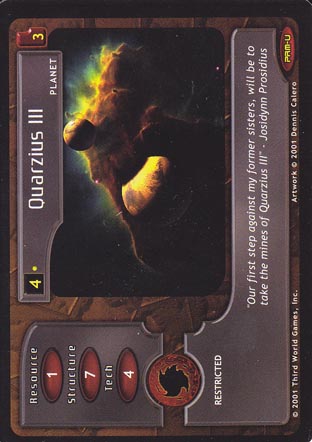 3
Quarzius III
PLANET
4 *
Resource
1
Structure
7
Tech
4
RESTRICTED
"Our first step against my former sisters, will be to
take the mines of Quarzius III" - Josidynn Prosidius
PRM-U
© 2001 Third World Games, Inc.
Artwork © 2001 Dennis Calero